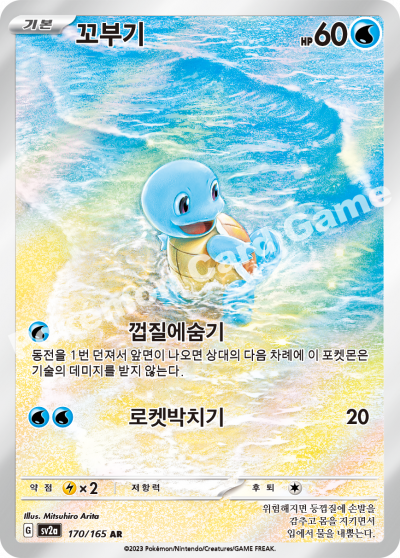 기본 꼬부기 HP 60
Pokémon Card Game
껍질에숨기
동전을 1번 던져서 앞면이 나오면 상대의 다음 차례에 이 포켓몬은
기술의 데미지를 받지 않는다.
로켓박치기 20
약점 ×2 저항력 후퇴
Illus. Mitsuhiro Arita
G sv2a 170/165 AR
위험해지면 등껍질에 손발을
감추고 몸을 지키면서
입에서 물을 내뿜는다.
©2023 Pokémon/Nintendo/Creatures/GAME FREAK.